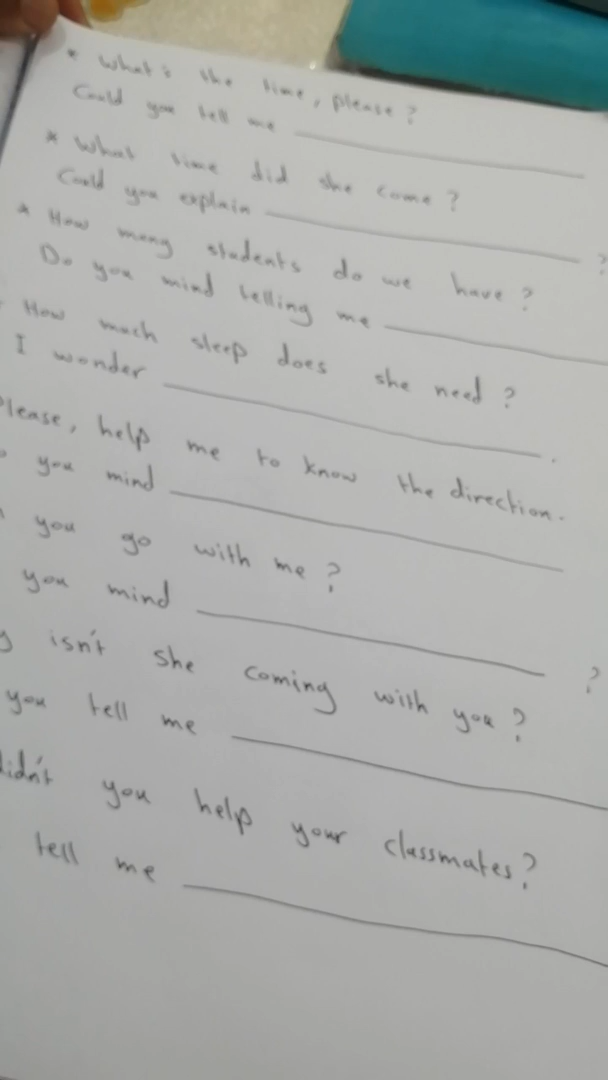 * What's the time, please?
Could you tell me
* What time did she come?
Could you explain ?
* How many students do we have?
Do you mind telling me
How much sleep does she need?
I wonder .
Please, help me to know the direction.
you mind
you go with me?
you mind ?
isn't she coming with you?
you tell me
didn't you help your classmates?
tell me